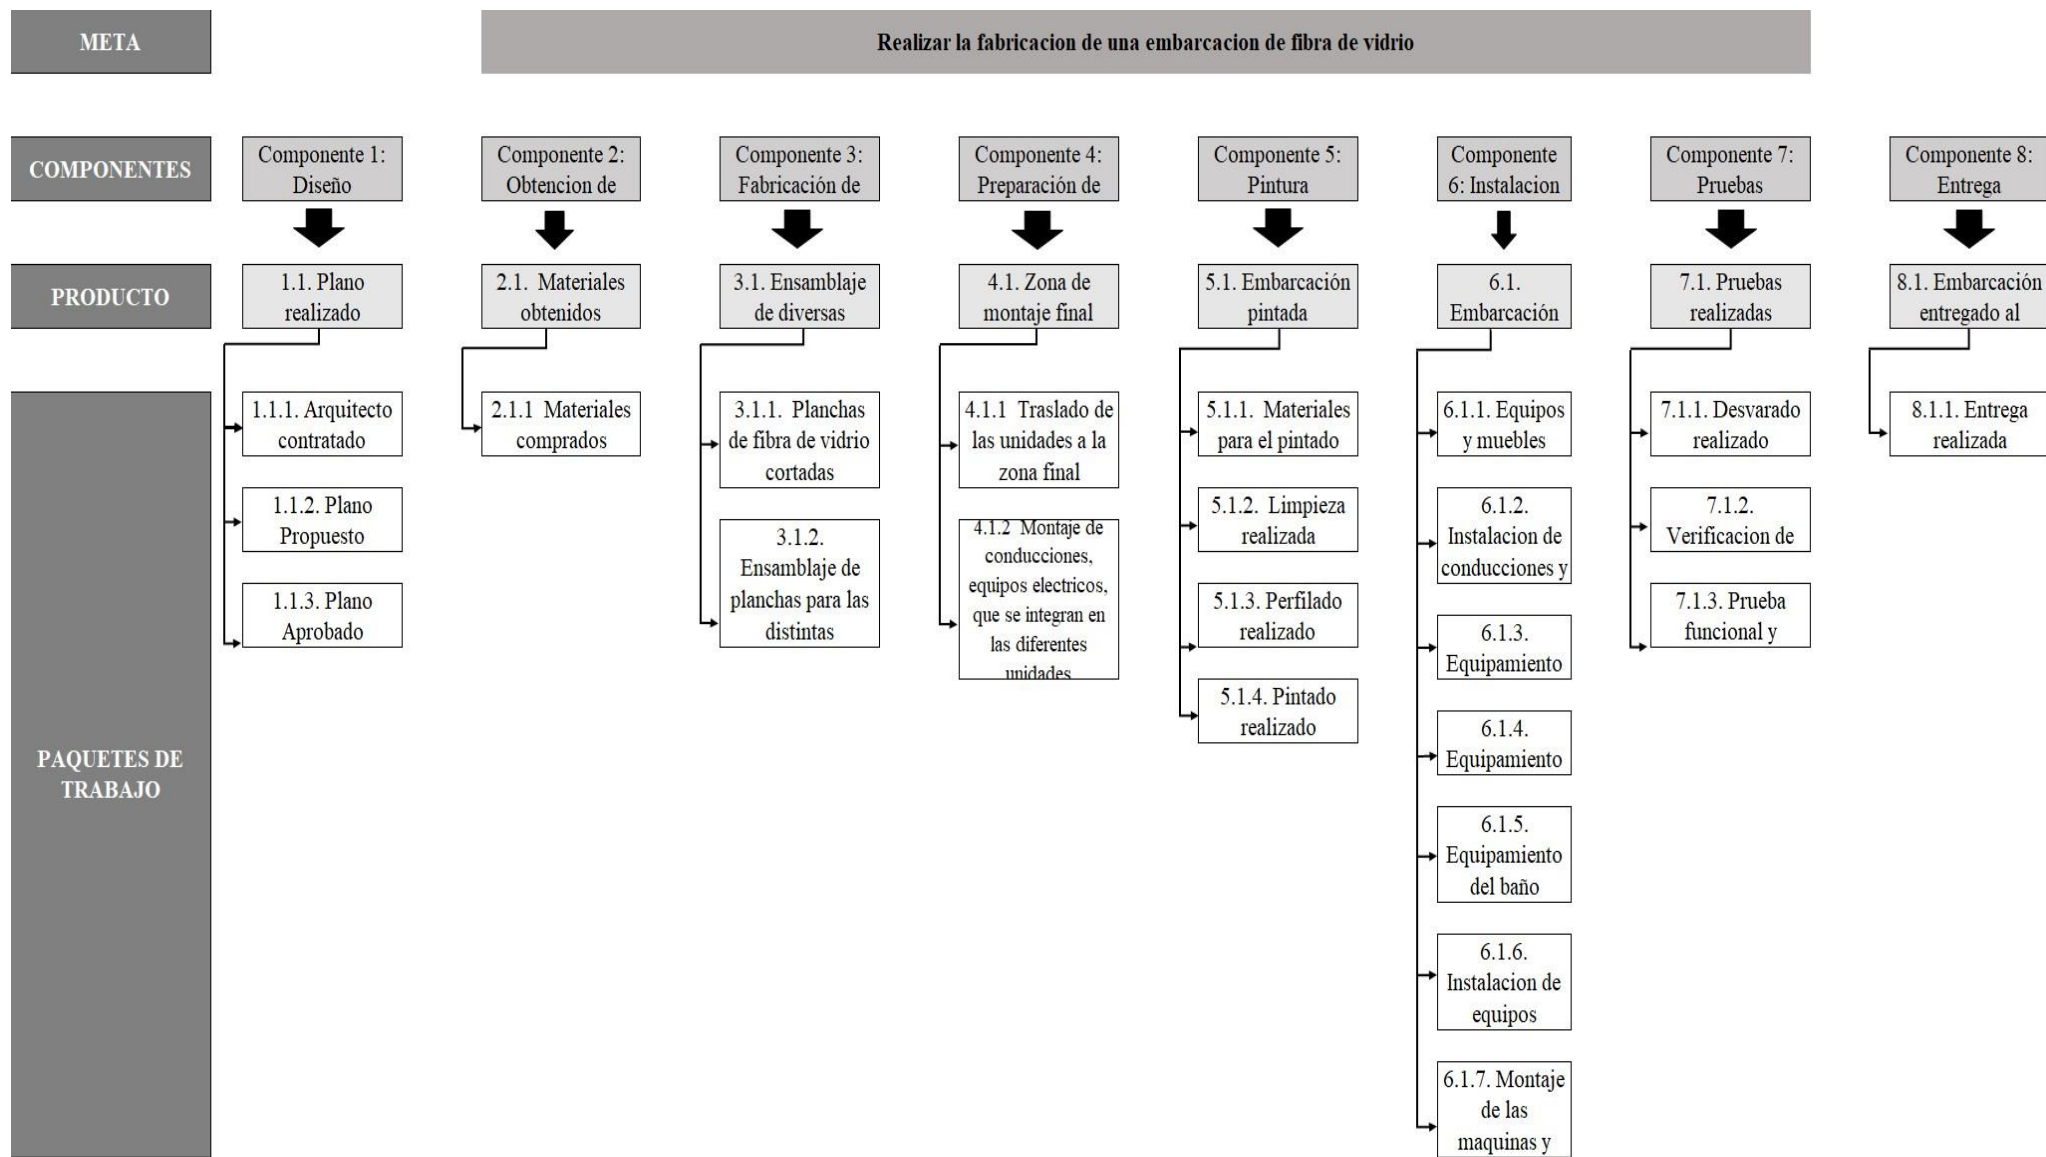 META
Realizar la fabricacion de una embarcacion de fibra de vidrio
COMPONENTES
Componente 1:
Diseño
Componente 2:
Obtencion de
Componente 3:
Fabricación de
Componente 4:
Preparación de
Componente 5:
Pintura
Componente
6: Instalacion
Componente 7:
Pruebas
Componente 8:
Entrega
PRODUCTO
1.1. Plano
realizado
2.1. Materiales
obtenidos
3.1. Ensamblaje
de diversas
4.1. Zona de
montaje final
5.1. Embarcación
pintada
6.1.
Embarcación
7.1. Pruebas
realizadas
8.1. Embarcación
entregado al
PAQUETES DE
TRABAJO
1.1.1. Arquitecto
contratado
1.1.2. Plano
Propuesto
1.1.3. Plano
Aprobado
2.1.1 Materiales
comprados
3.1.1. Planchas
de fibra de vidrio
cortadas
3.1.2.
Ensamblaje de
planchas para las
distintas
4.1.1 Traslado de
las unidades a la
zona final
4.1.2 Montaje de
conducciones,
equipos electricos,
que se integran en
las diferentes
unidades
5.1.1. Materiales
para el pintado
5.1.2. Limpieza
realizada
5.1.3. Perfilado
realizado
5.1.4. Pintado
realizado
6.1.1. Equipos
y muebles
6.1.2.
Instalacion de
conducciones y
6.1.3.
Equipamiento
6.1.4.
Equipamiento
6.1.5.
Equipamiento
del baño
6.1.6.
Instalacion de
equipos
6.1.7. Montaje
de las
maquinas y
7.1.1. Desvarado
realizado
7.1.2.
Verificacion de
7.1.3. Prueba
funcional y
8.1.1. Entrega
realizada